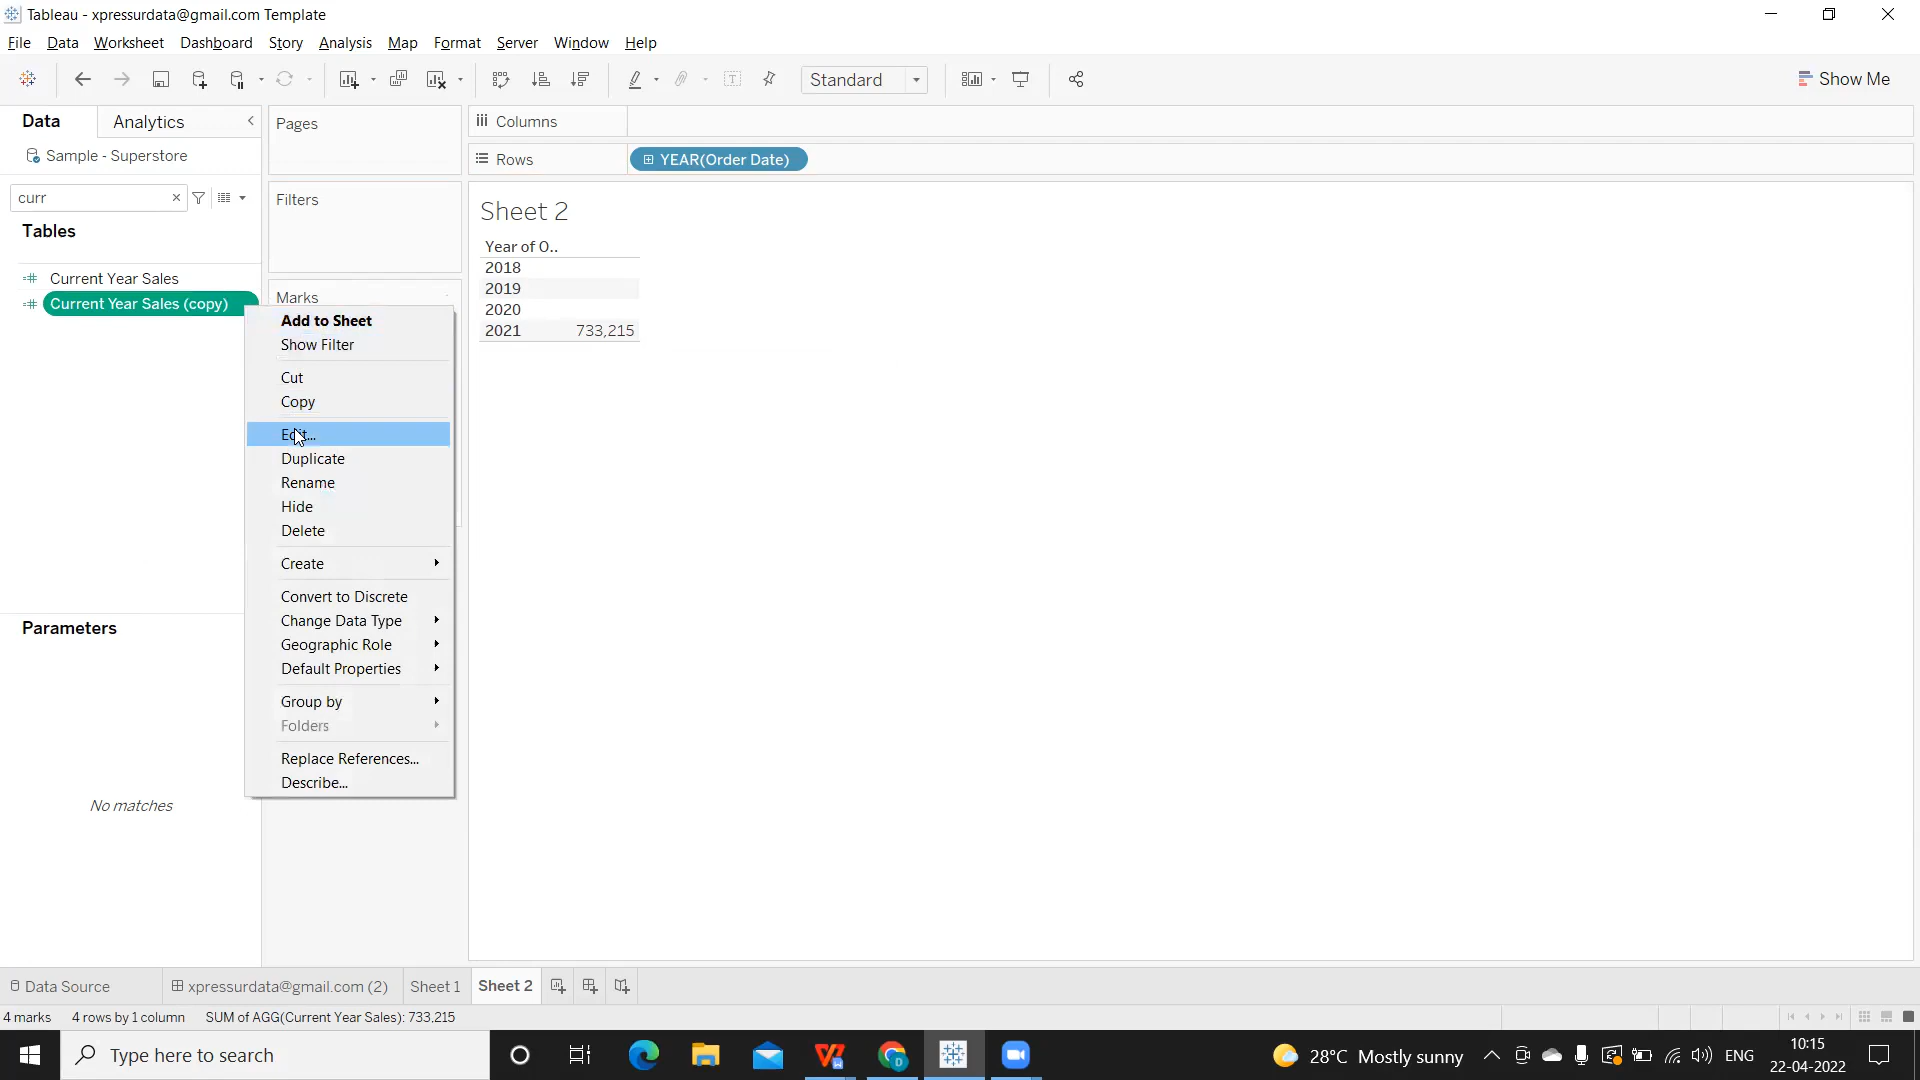 Tableau - xpressurdata@gmail.com Template
File Data Worksheet Dashboard Story Analysis Map Format Server Window Help
Standard
Show Me
Data Analytics
Pages
Columns
Sample - Superstore
Rows YEAR(Order Date)
curr
Filters
Tables
Sheet 2
Year of O..
Current Year Sales
2018
Marks
2019
Current Year Sales (copy)
2020
Add to Sheet
2021 733,215
Show Filter
Cut
Copy
Edit...
Duplicate
Rename
Hide
Delete
Create
Convert to Discrete
Change Data Type
Parameters
Geographic Role
Default Properties
Group by
Folders
Replace References...
Describe...
No matches
Data Source xpressurdata@gmail.com (2) Sheet 1 Sheet 2
4 marks 4 rows by 1 column SUM of AGG(Current Year Sales): 733,215
Type here to search
28°C Mostly sunny
ENG
10:15
22-04-2022